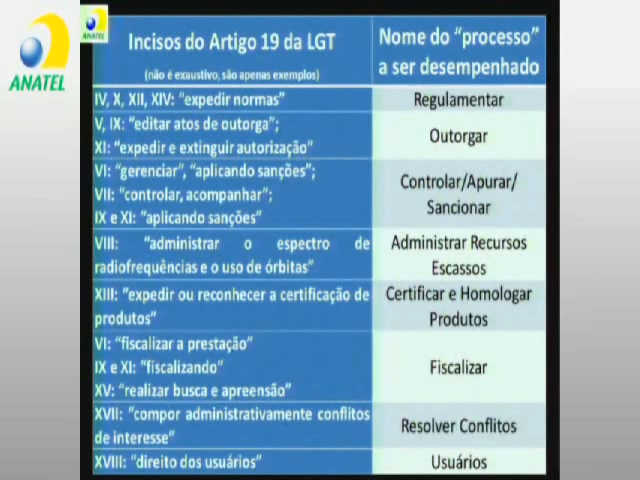 ANATEL
ANATEL
Incisos do Artigo 19 da LGT
(não é exaustivo, são apenas exemplos)
Nome do “processo”
a ser desempenhado
IV, X, XII, XIV: “expedir normas”
Regulamentar
V, IX: “editar atos de outorga”;
XI: “expedir e extinguir autorização”
Outorgar
VI: “gerenciar”, “aplicando sanções”;
VII: “controlar, acompanhar”;
IX e XI: “aplicando sanções”
Controlar/Apurar/
Sancionar
VIII: “administrar o espectro de
radiofrequências e o uso de órbitas”
Administrar Recursos
Escassos
XIII: “expedir ou reconhecer a certificação de
produtos”
Certificar e Homologar
Produtos
VI: “fiscalizar a prestação”
IX e XI: “fiscalizando”
XV: “realizar busca e apreensão”
Fiscalizar
XVII: “compor administrativamente conflitos
de interesse”
Resolver Conflitos
XVIII: “direito dos usuários”
Usuários